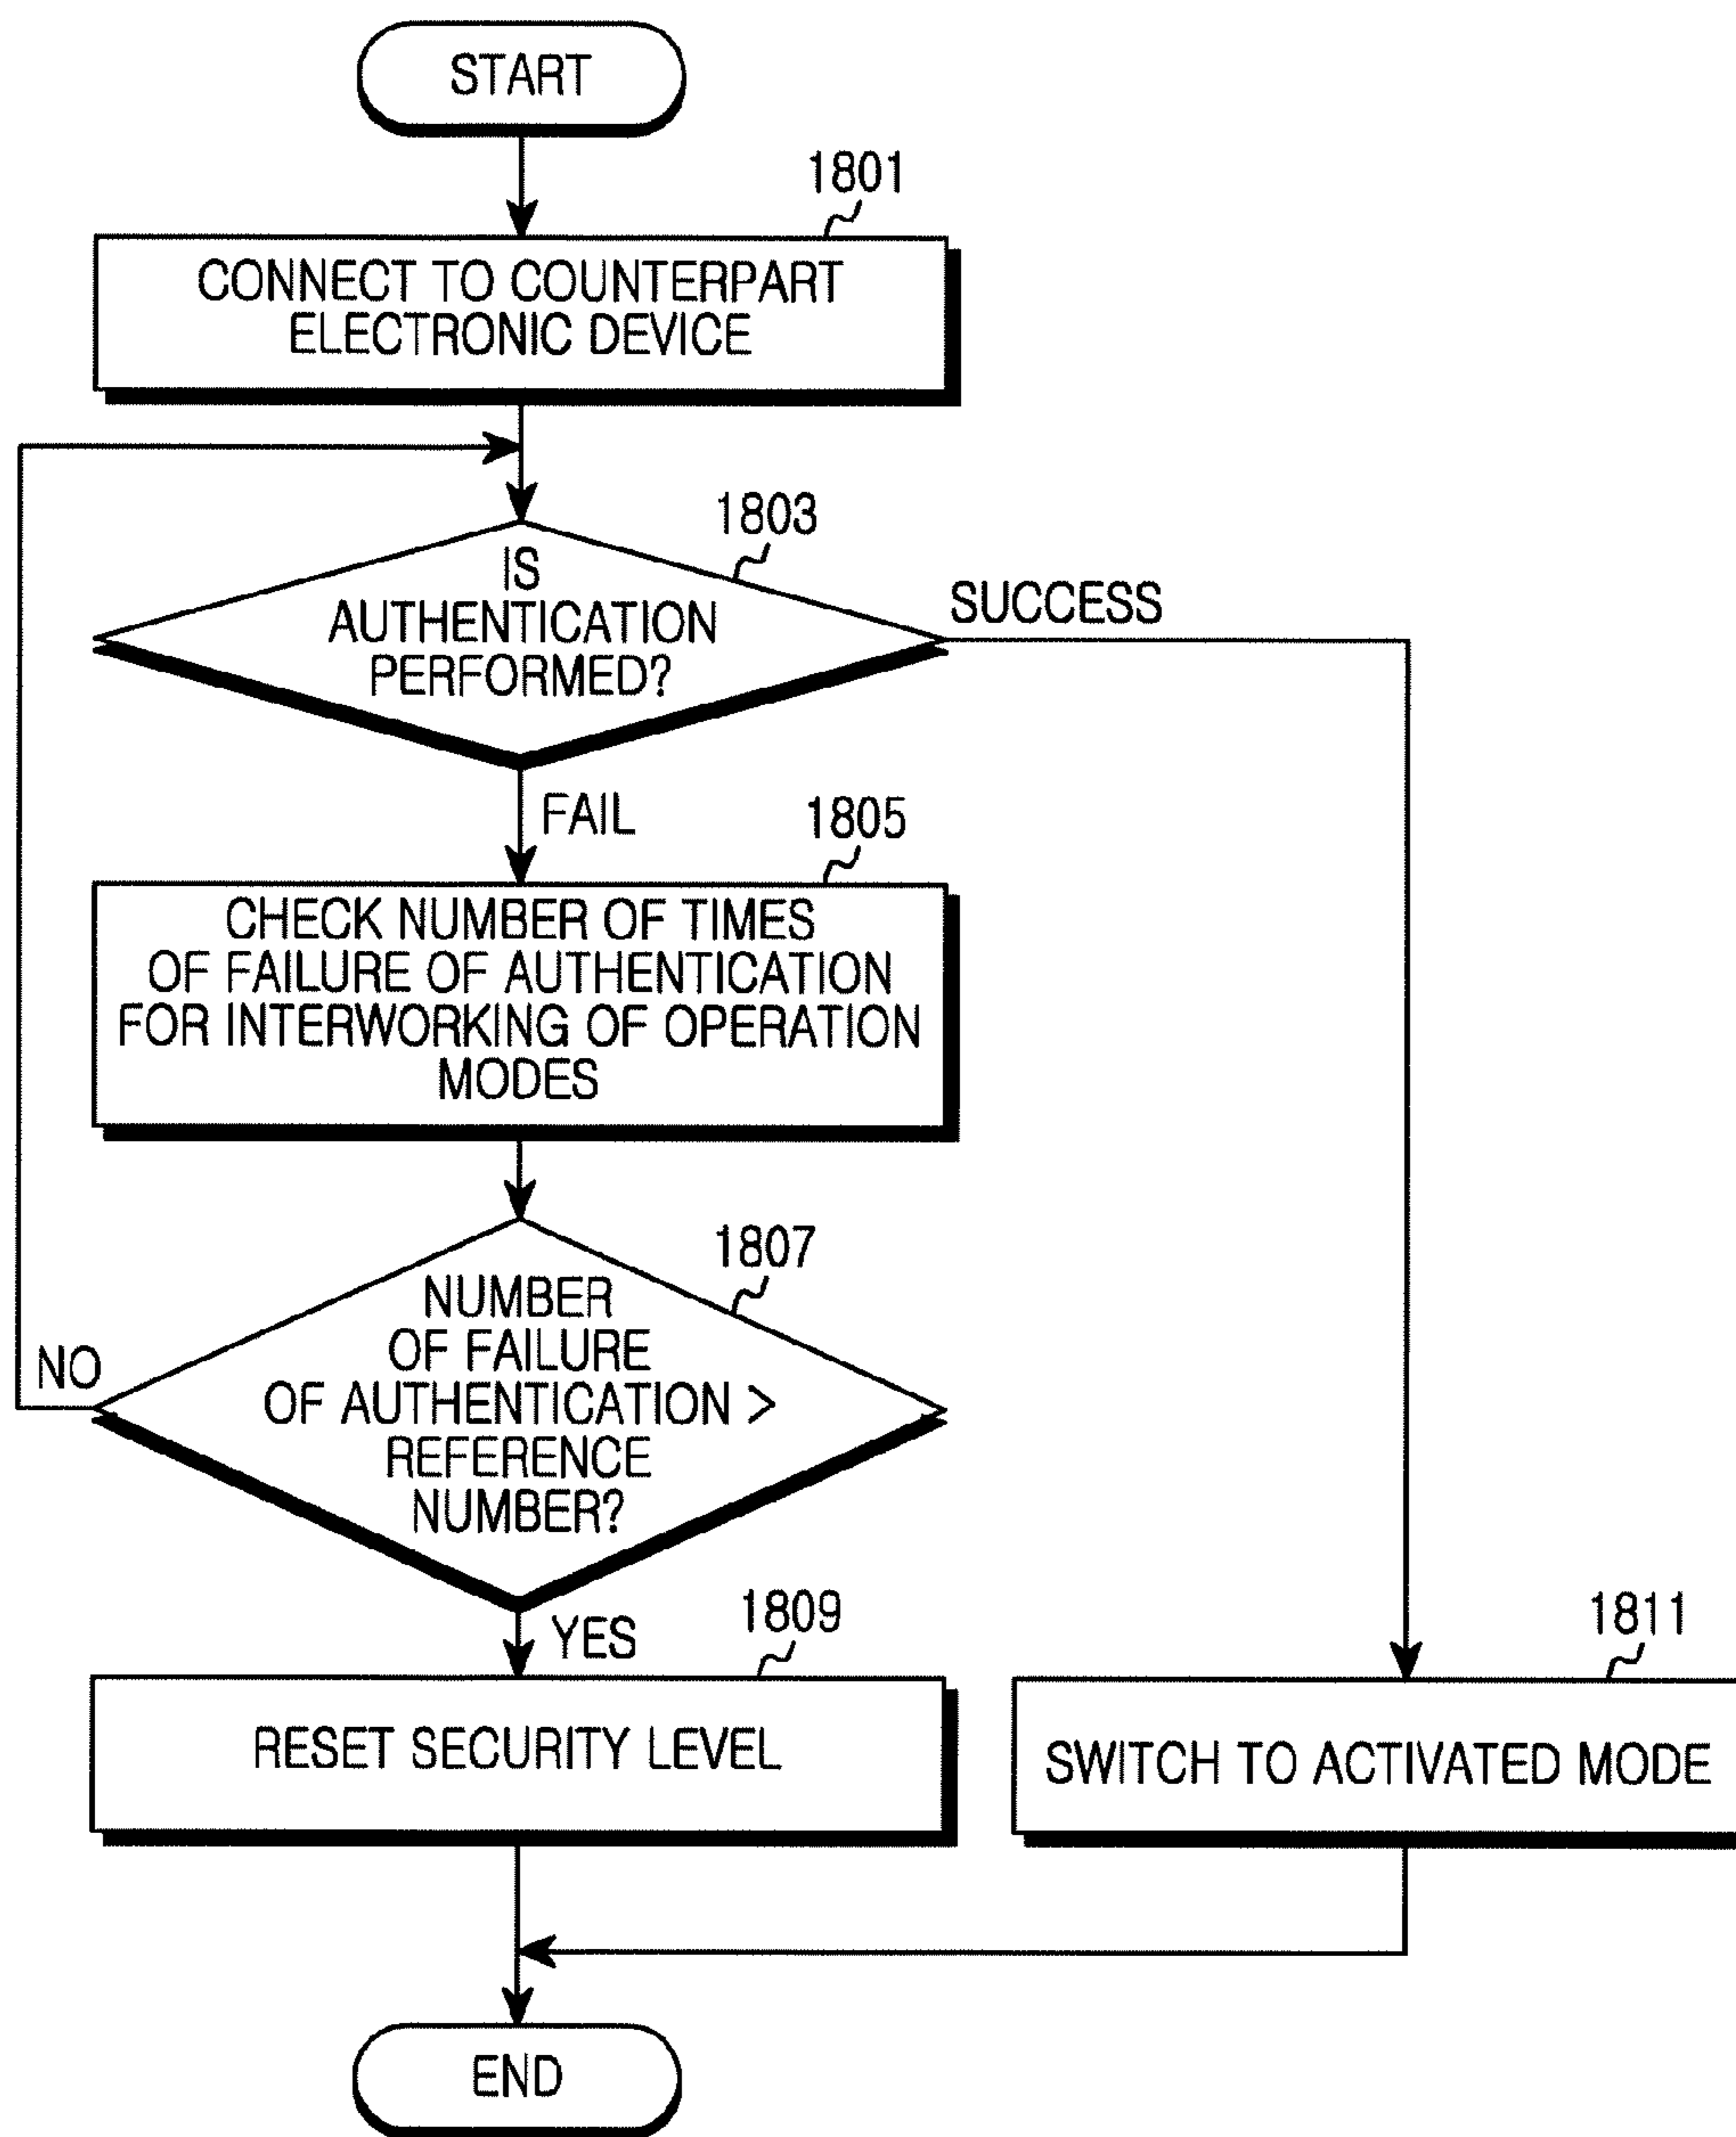 START
1801
CONNECT TO COUNTERPART
ELECTRONIC DEVICE
1803
IS
AUTHENTICATION
PERFORMED?
SUCCESS
FAIL
1805
CHECK NUMBER OF TIMES
OF FAILURE OF AUTHENTICATION
FOR INTERWORKING OF OPERATION
MODES
1807
NUMBER
OF FAILURE
OF AUTHENTICATION >
REFERENCE
NUMBER?
NO
YES
1809
RESET SECURITY LEVEL
1811
SWITCH TO ACTIVATED MODE
END